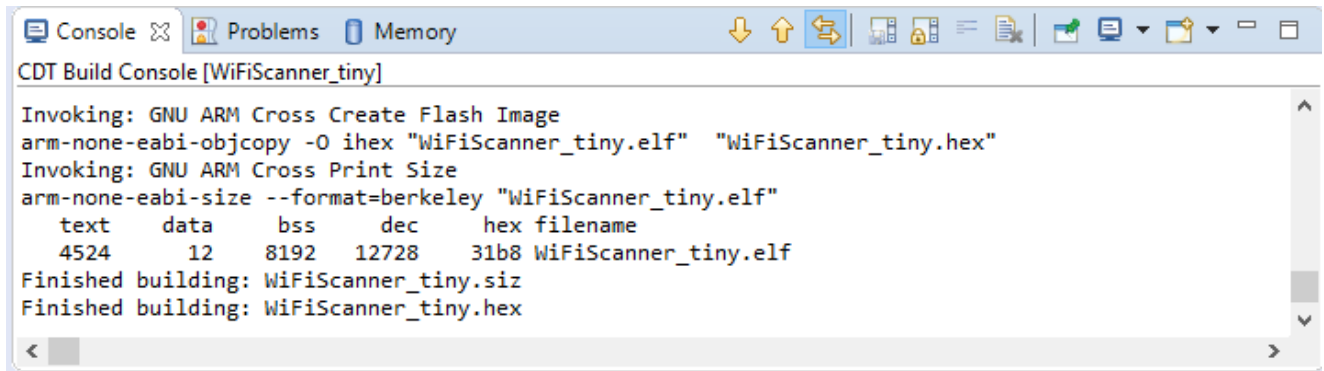 Console Problems Memory
CDT Build Console [WiFiScanner_tiny]
Invoking: GNU ARM Cross Create Flash Image
arm-none-eabi-objcopy -O ihex "WiFiScanner_tiny.elf"  "WiFiScanner_tiny.hex"
Invoking: GNU ARM Cross Print Size
arm-none-eabi-size --format=berkeley "WiFiScanner_tiny.elf"
   text    data     bss     dec     hex filename
   4524      12    8192   12728    31b8 WiFiScanner_tiny.elf
Finished building: WiFiScanner_tiny.siz
Finished building: WiFiScanner_tiny.hex